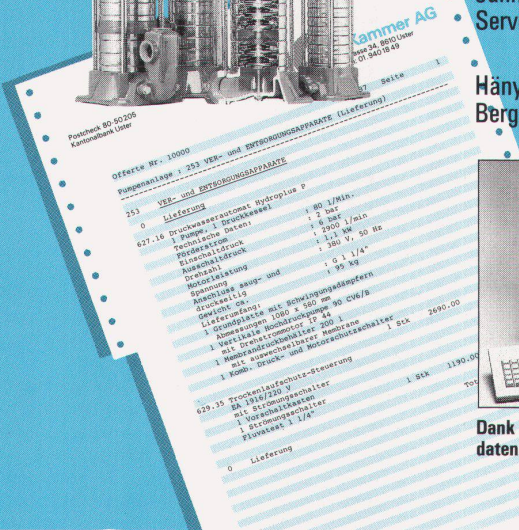 Kammer AG
asse 34, 8610 Uster
01. 940 18 49
Postcheck 80-50205
Kantonalbank Uster
Seite 1
Offerte Nr. 10000
Pumpenanlage : 253 VER- und ENTSORGUNGSAPPARATE (Lieferung)
253 VER- und ENTSORGUNGSAPPARATE
0 Lieferung
627.16 Druckwasserautomat Hydroplus P
1 Pumpe, 1 Druckkessel
Technische Daten:
Förderstrom : 80 l/Min.
Einschaltdruck : 2 bar
Ausschaltdruck : 6 bar
Drehzahl : 2900 1/min
Motorleistung : 1,1 kW
Spannung : 380 V, 50 Hz
Anschluss saug- und
druckseitig : G 1 1/4"
Gewicht ca. : 95 kg
Lieferumfang:
1 Grundplatte mit Schwingungsdämpfern
Abmessungen 1080 x 580 mm
1 Vertikale Hochdruckpumpe 90 CV6/B
mit Drehstrommotor IP 44
1 Membrandruckbehälter 200 l
mit auswechselbarer Membrane
1 Komb. Druck- und Motorschutzschalter
1 Stk 2690.00
629.35 Trockenlaufschutz-Steuerung
EA 1916/220 V
mit Strömungsschalter
1 Vorschaltkasten
1 Strömungsschalter
Fluvatest 1 1/4"
1 Stk 1190.00
Tot
0 Lieferung
Servi
Häny
Berg
Dank
daten